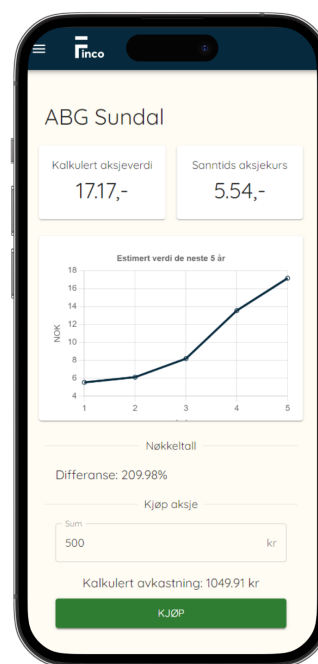 Finco
ABG Sundal
Kalkulert aksjeverdi
17.17,-
Sanntids aksjekurs
5.54,-
Estimert verdi de neste 5 år
NOK
18
16
14
12
10
8
6
4
1 2 3 4 5
Nøkkeltall
Differanse: 209.98%
Kjøp aksje
Sum
500 kr
Kalkulert avkastning: 1049.91 kr
KJØP